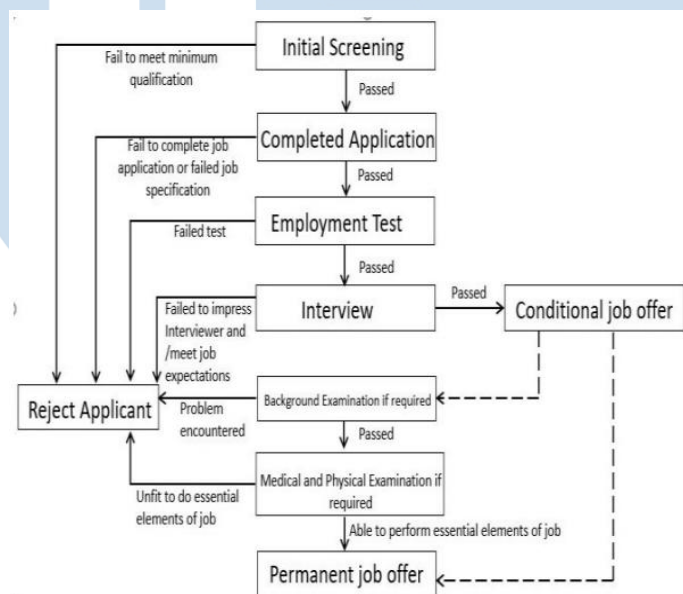 Initial Screening
Fail to meet minimum
qualification
Passed
Completed Application
Fail to complete job
application or failed job
specification
Passed
Employment Test
Failed test
Passed
Interview
Passed
Conditional job offer
Failed to impress
Interviewer and
/meet job
expectations
Reject Applicant
Background Examination if required
Problem
encountered
Passed
Medical and Physical Examination if
required
Unfit to do essential
elements of job
Able to perform essential elements of job
Permanent job offer